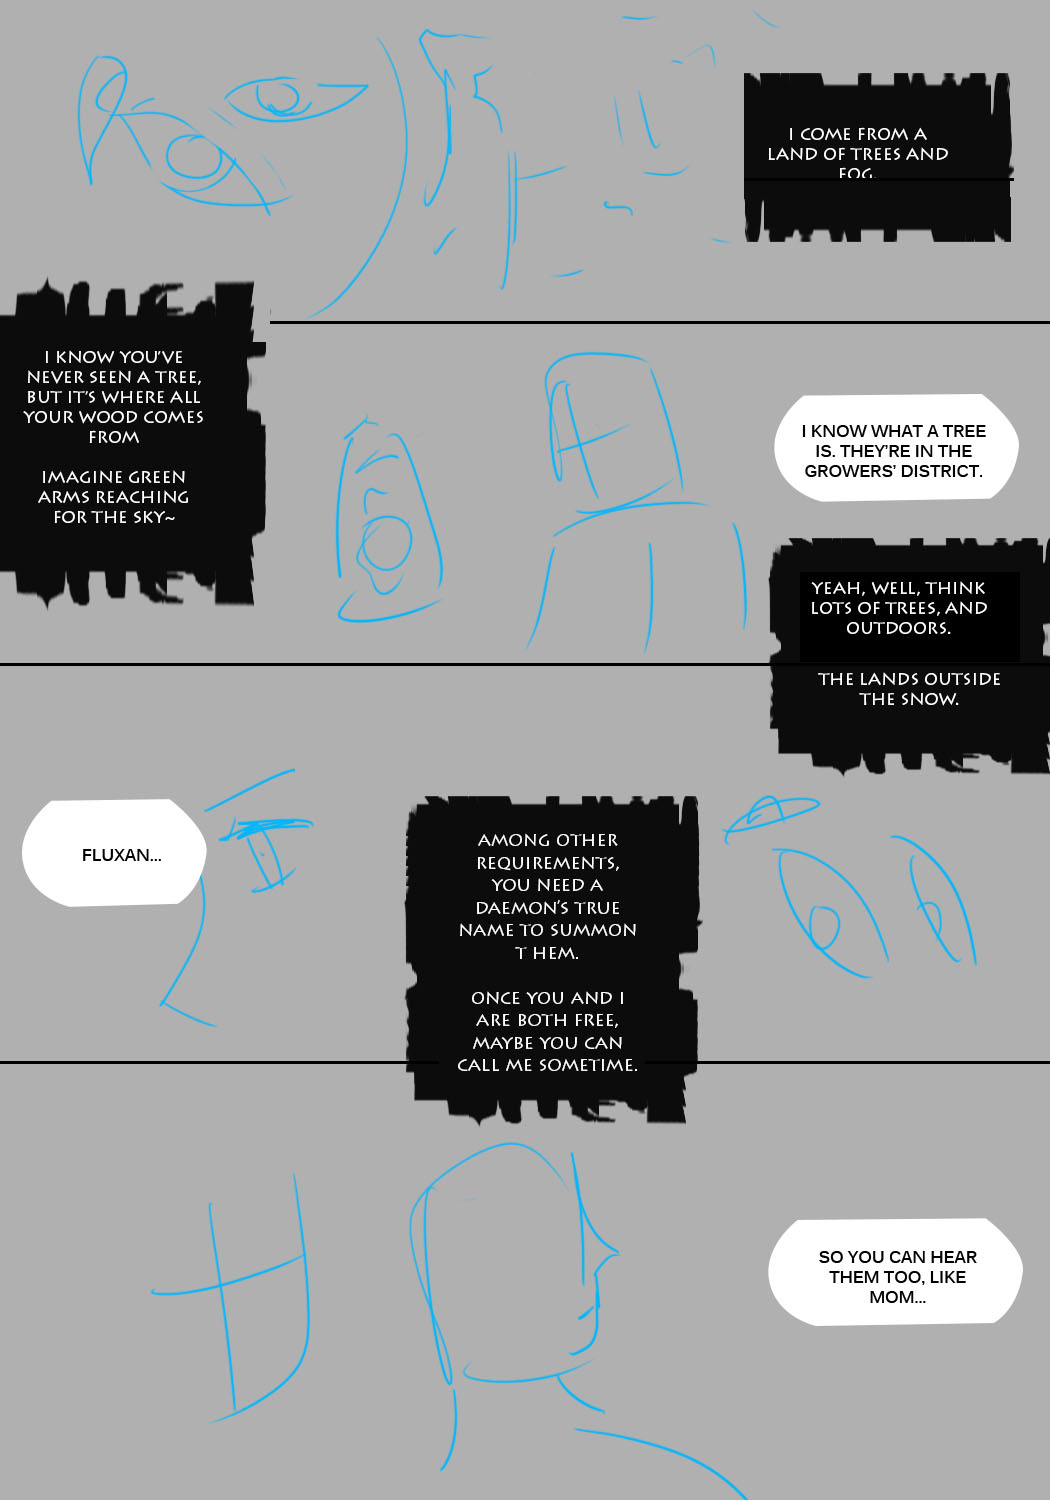 I COME FROM A
LAND OF TREES AND
FOG.
I KNOW YOU'VE
NEVER SEEN A TREE,
BUT IT'S WHERE ALL
YOUR WOOD COMES
FROM
IMAGINE GREEN
ARMS REACHING
FOR THE SKY~
I KNOW WHAT A TREE
IS. THEY'RE IN THE
GROWERS' DISTRICT.
YEAH, WELL, THINK
LOTS OF TREES, AND
OUTDOORS.
THE LANDS OUTSIDE
THE SNOW.
FLUXAN...
AMONG OTHER
REQUIREMENTS,
YOU NEED A
DAEMON'S TRUE
NAME TO SUMMON
T HEM.
ONCE YOU AND I
ARE BOTH FREE,
MAYBE YOU CAN
CALL ME SOMETIME.
SO YOU CAN HEAR
THEM TOO, LIKE
MOM...